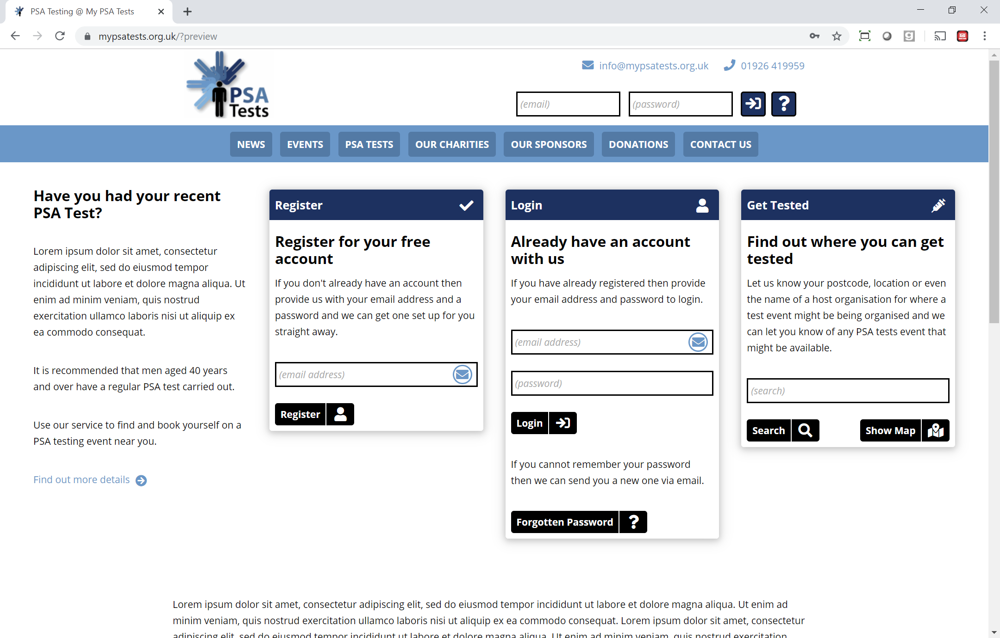 PSA Testing @ My PSA Tests
mypsatests.org.uk/?preview
PSA
Tests
info@mypsatests.org.uk 01926 419959
(email) (password)
NEWS EVENTS PSA TESTS OUR CHARITIES OUR SPONSORS DONATIONS CONTACT US
Have you had your recent
PSA Test?
Lorem ipsum dolor sit amet, consectetur
adipiscing elit, sed do eiusmod tempor
incididunt ut labore et dolore magna aliqua. Ut
enim ad minim veniam, quis nostrud
exercitation ullamco laboris nisi ut aliquip ex
ea commodo consequat.
It is recommended that men aged 40 years
and over have a regular PSA test carried out.
Use our service to find and book yourself on a
PSA testing event near you.
Find out more details
Register
Register for your free
account
If you don't already have an account then
provide us with your email address and a
password and we can get one set up for you
straight away.
(email address)
Register
Login
Already have an account
with us
If you have already registered then provide
your email address and password to login.
(email address)
(password)
Login
If you cannot remember your password
then we can send you a new one via email.
Forgotten Password
Get Tested
Find out where you can get
tested
Let us know your postcode, location or even
the name of a host organisation for where a
test event might be being organised and we
can let you know of any PSA tests event that
might be available.
(search)
Search Show Map
Lorem ipsum dolor sit amet, consectetur adipiscing elit, sed do eiusmod tempor incididunt ut labore et dolore magna aliqua. Ut enim ad
minim veniam, quis nostrud exercitation ullamco laboris nisi ut aliquip ex ea commodo consequat. Lorem ipsum dolor sit amet, consectetur
adipiscing elit, sed do eiusmod tempor incididunt ut labore et dolore magna aliqua. Ut enim ad minim veniam, quis nostrud exercitation